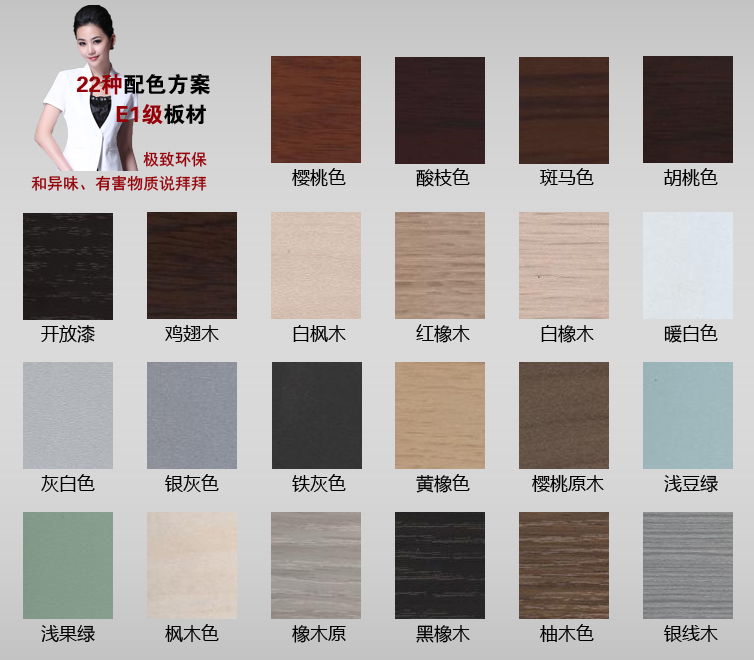 22种配色方案
E1级板材
极致环保
和异味、有害物质说拜拜
樱桃色
酸枝色
斑马色
胡桃色
开放漆
鸡翅木
白枫木
红橡木
白橡木
暖白色
灰白色
银灰色
铁灰色
黄橡色
樱桃原木
浅豆绿
浅果绿
枫木色
橡木原
黑橡木
柚木色
银线木